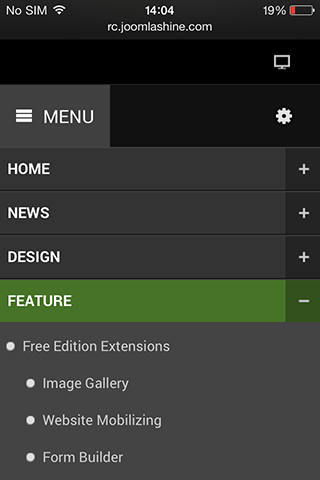 No SIM 14:04 19%
rc.joomlashine.com
MENU
HOME +
NEWS +
DESIGN +
FEATURE −
Free Edition Extensions
Image Gallery
Website Mobilizing
Form Builder